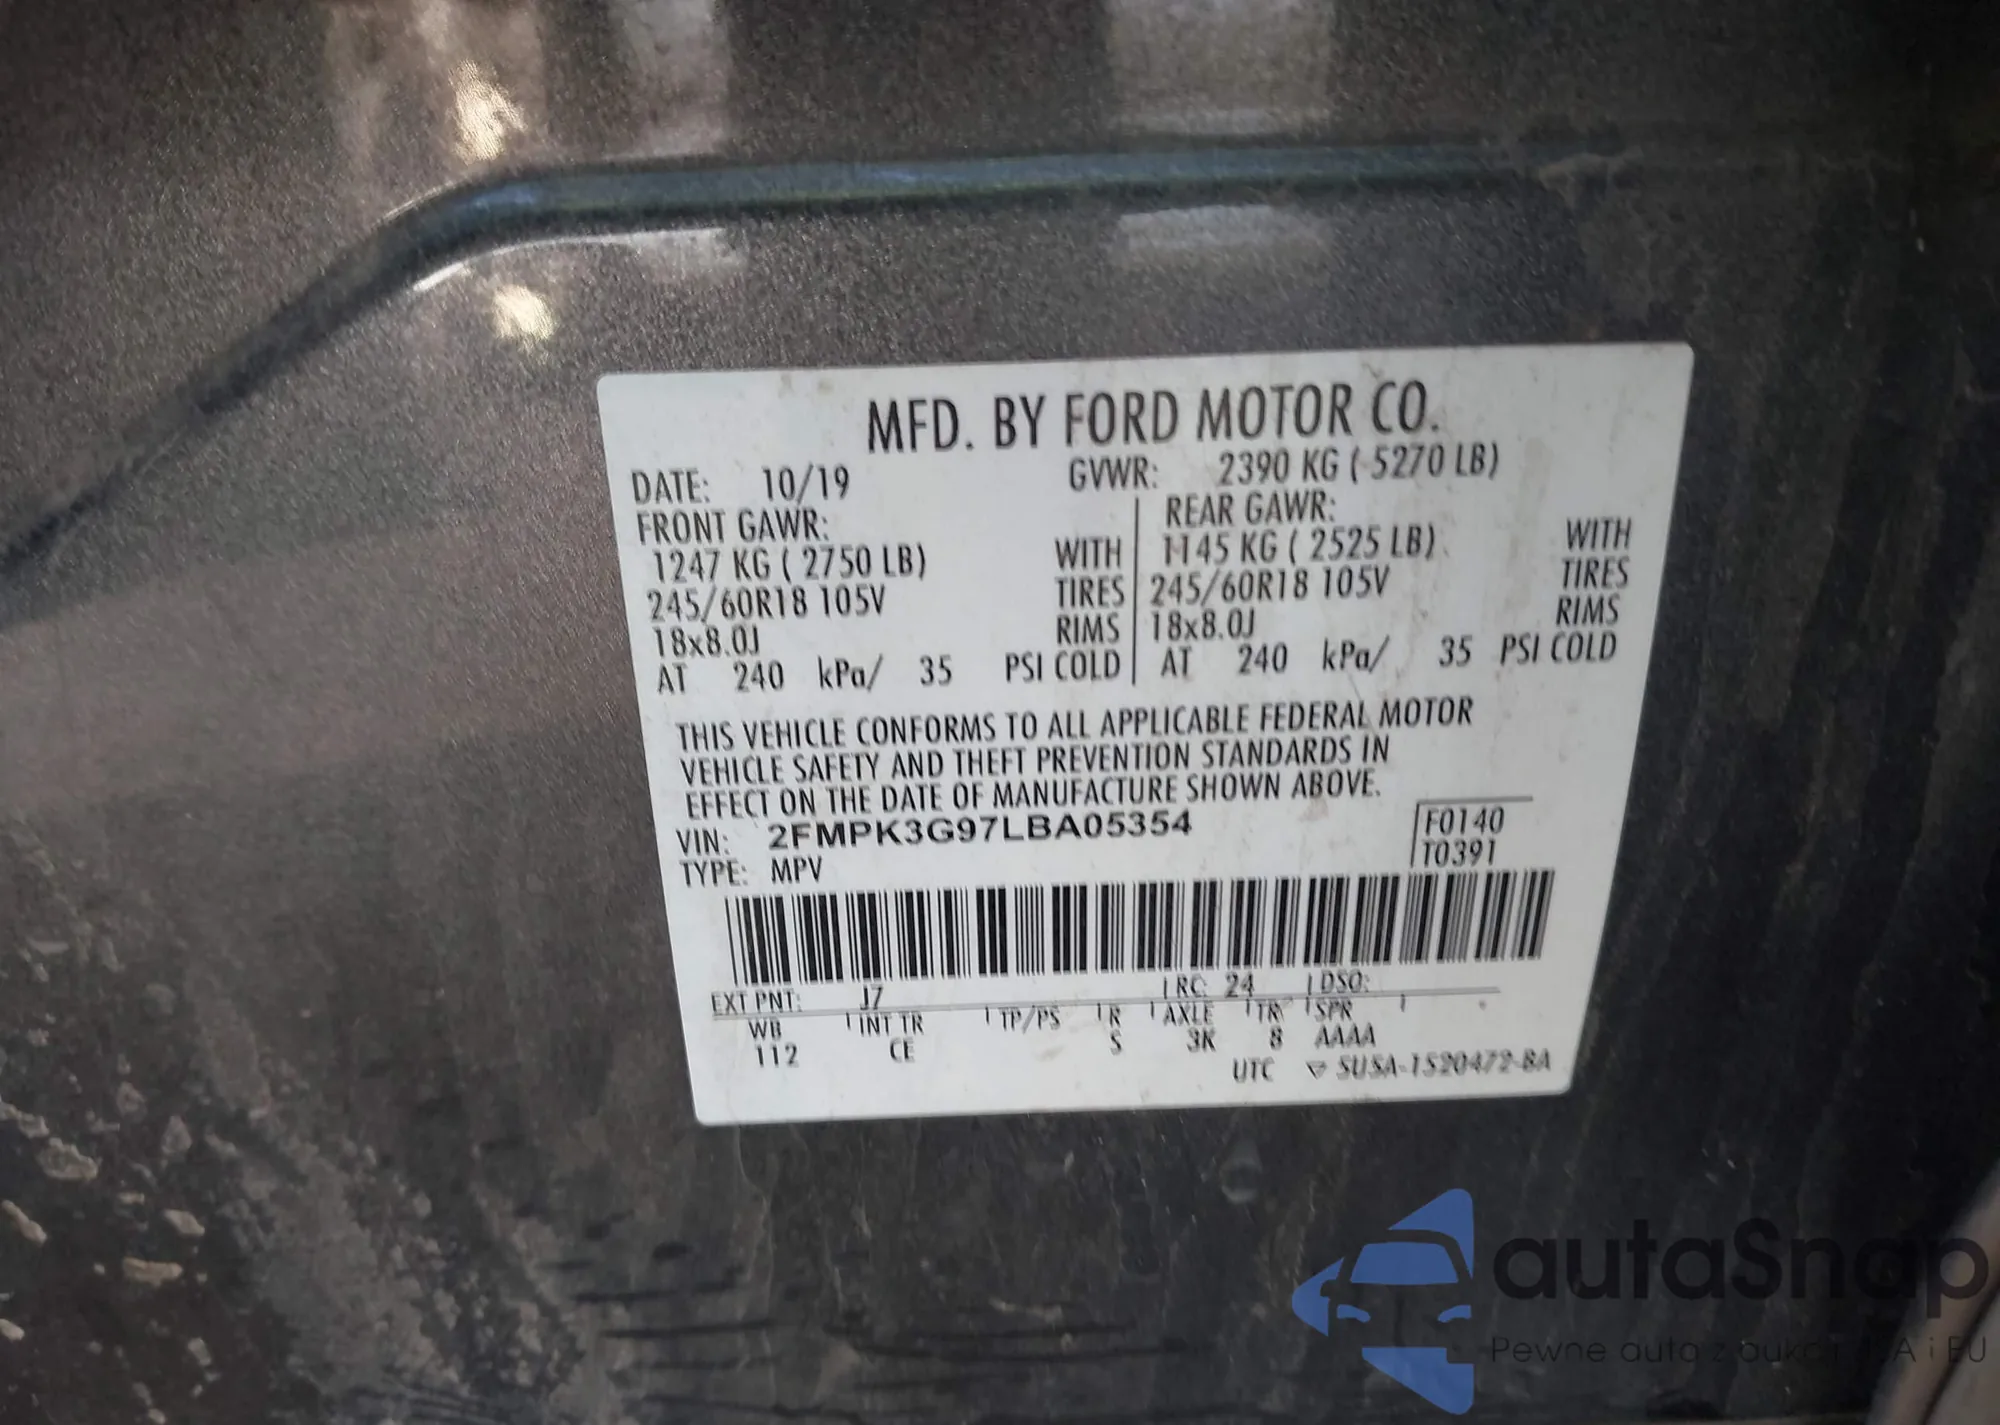 MFD. BY FORD MOTOR CO.
DATE: 10/19 GVWR: 2390 KG ( 5270 LB)
FRONT GAWR: REAR GAWR:
1247 KG ( 2750 LB) WITH 1145 KG ( 2525 LB) WITH
245/60R18 105V TIRES 245/60R18 105V TIRES
18x8.0J RIMS 18x8.0J RIMS
AT 240 kPa/ 35 PSI COLD AT 240 kPa/ 35 PSI COLD
THIS VEHICLE CONFORMS TO ALL APPLICABLE FEDERAL MOTOR
VEHICLE SAFETY AND THEFT PREVENTION STANDARDS IN
EFFECT ON THE DATE OF MANUFACTURE SHOWN ABOVE.
VIN: 2FMPK3G97LBA05354 F0140
TYPE: MPV T0391
EXT PNT: J7 RC: 24 DSO:
WB INT TR TP/PS R AXLE TR SPR
112 CE S 3K 8 AAAA
UTC ▽ 5U5A-1520472-BA
autaSnap
Pewne auta z i EU